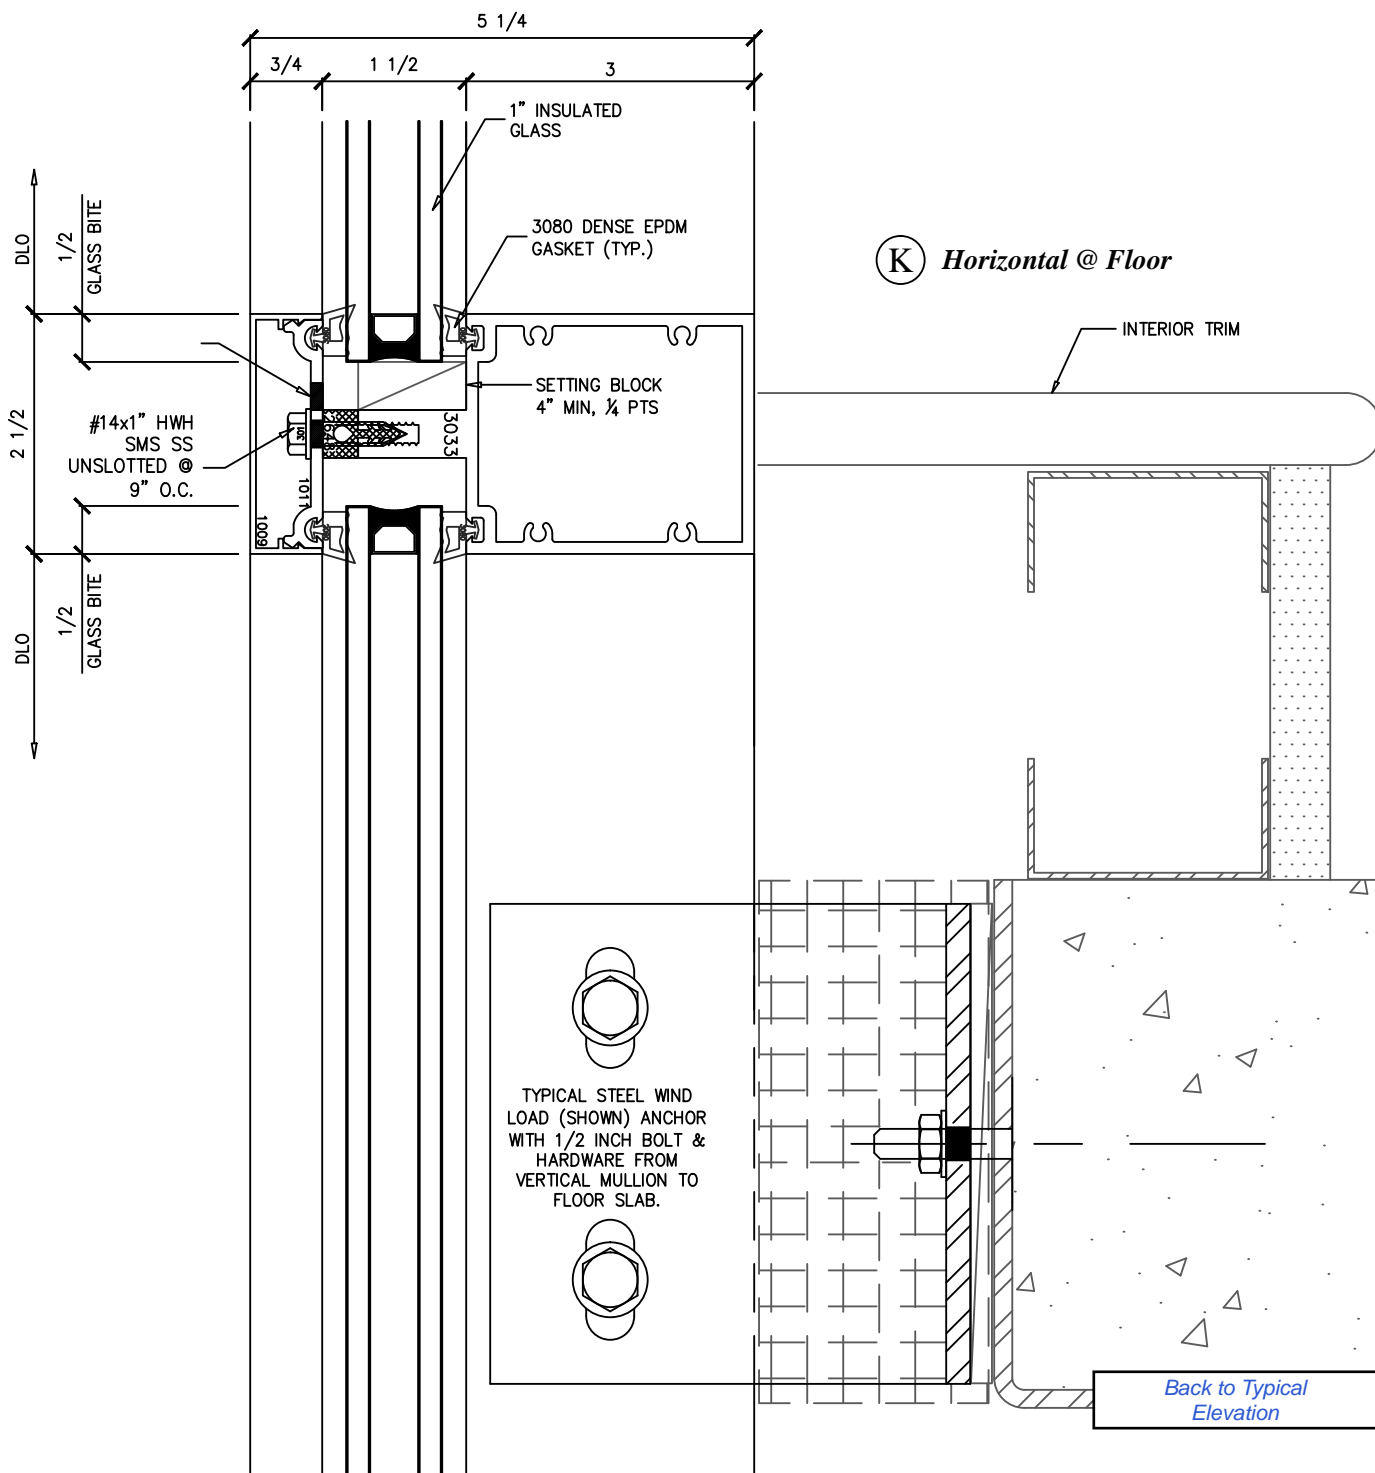 5 1/4
3/4
1 1/2
3
1” INSULATED
GLASS
DLO
1/2
GLASS BITE
3080 DENSE EPDM
GASKET (TYP.)
K Horizontal @ Floor
INTERIOR TRIM
2 1/2
#14x1” HWH
SMS SS
UNSLOTTED @
9” O.C.
SETTING BLOCK
4” MIN, ¼ PTS
301
3033
1011
1009
DLO
1/2
GLASS BITE
TYPICAL STEEL WIND
LOAD (SHOWN) ANCHOR
WITH 1/2 INCH BOLT &
HARDWARE FROM
VERTICAL MULLION TO
FLOOR SLAB.
Back to Typical
Elevation